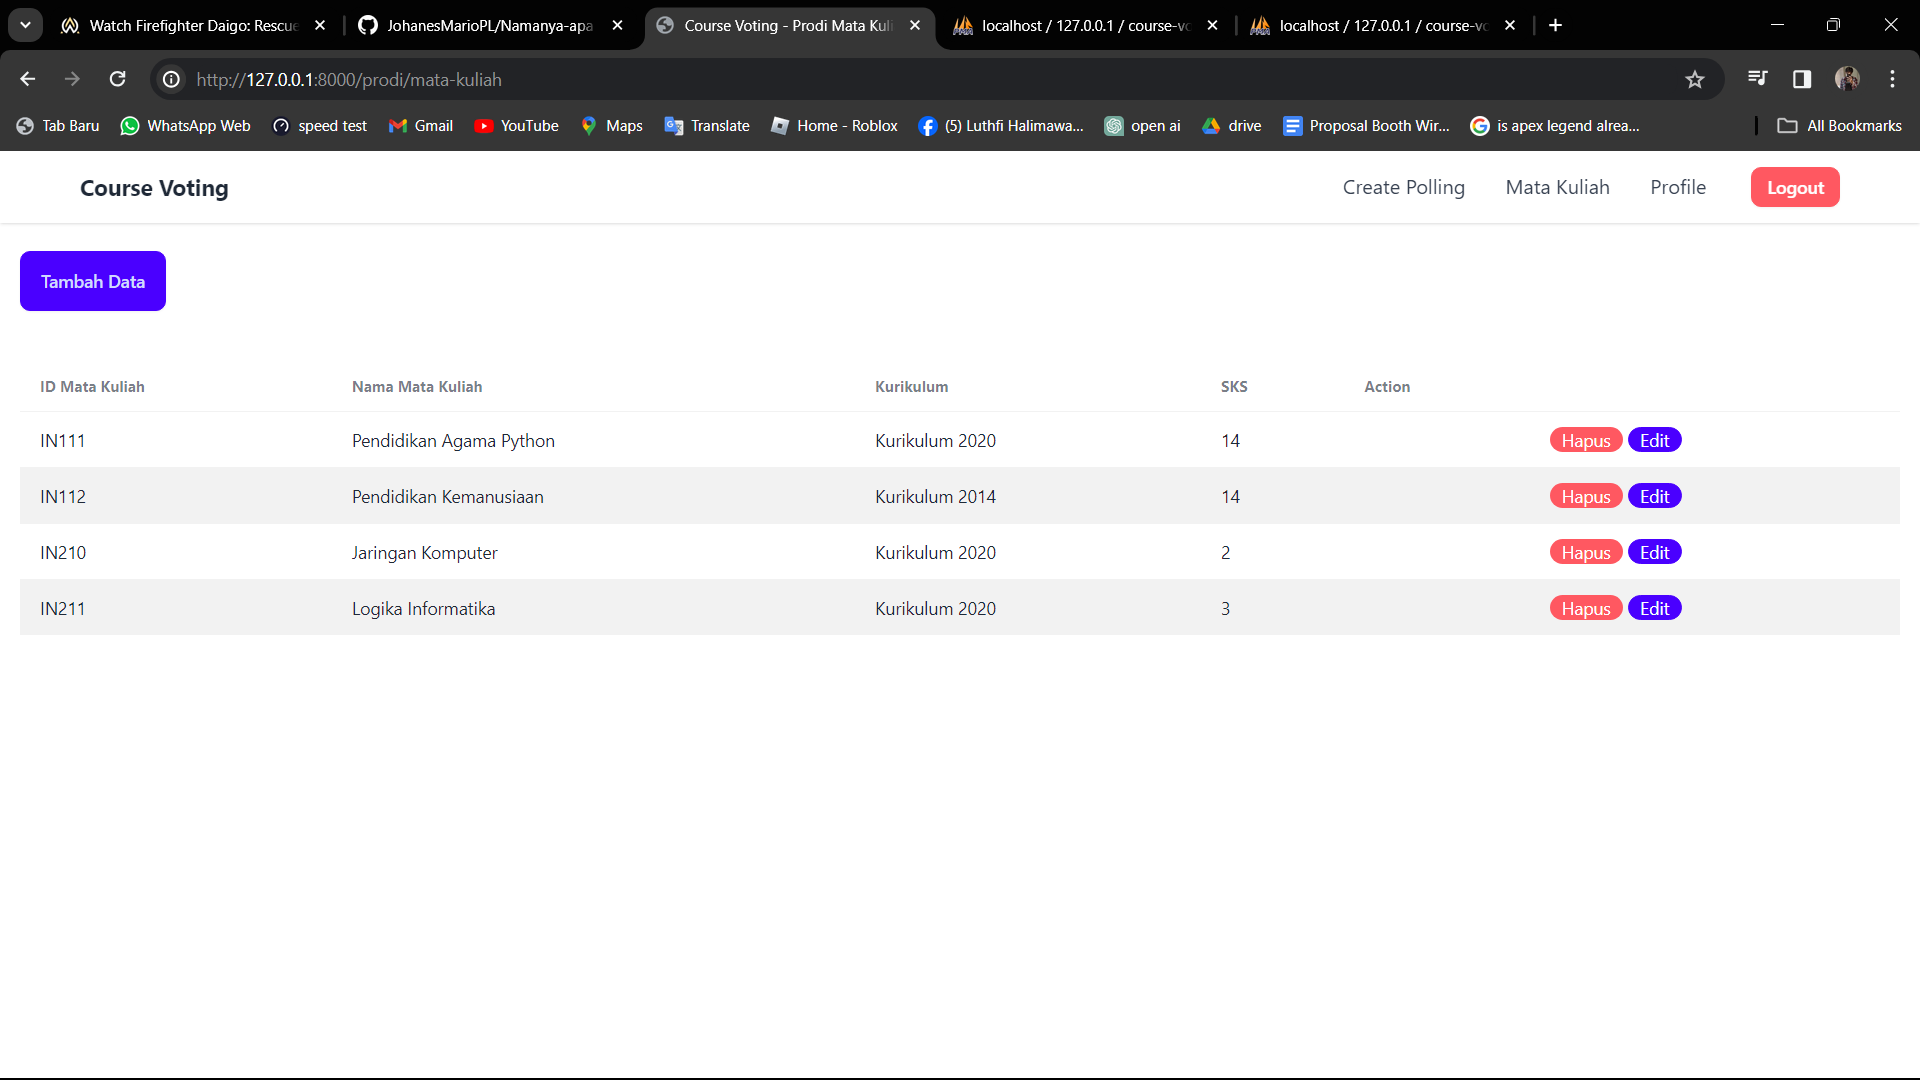 Watch Firefighter Daigo: Rescue
JohanesMarioPL/Namanya-apa
Course Voting - Prodi Mata Kuli
localhost / 127.0.0.1 / course-vo
localhost / 127.0.0.1 / course-vo
http://127.0.0.1:8000/prodi/mata-kuliah
Tab Baru
WhatsApp Web
speed test
Gmail
YouTube
Maps
Translate
Home - Roblox
(5) Luthfi Halimawa...
open ai
drive
Proposal Booth Wir...
is apex legend alrea...
All Bookmarks
Course Voting
Create Polling
Mata Kuliah
Profile
Logout
Tambah Data
ID Mata Kuliah Nama Mata Kuliah Kurikulum SKS Action
IN111 Pendidikan Agama Python Kurikulum 2020 14 Hapus Edit
IN112 Pendidikan Kemanusiaan Kurikulum 2014 14 Hapus Edit
IN210 Jaringan Komputer Kurikulum 2020 2 Hapus Edit
IN211 Logika Informatika Kurikulum 2020 3 Hapus Edit